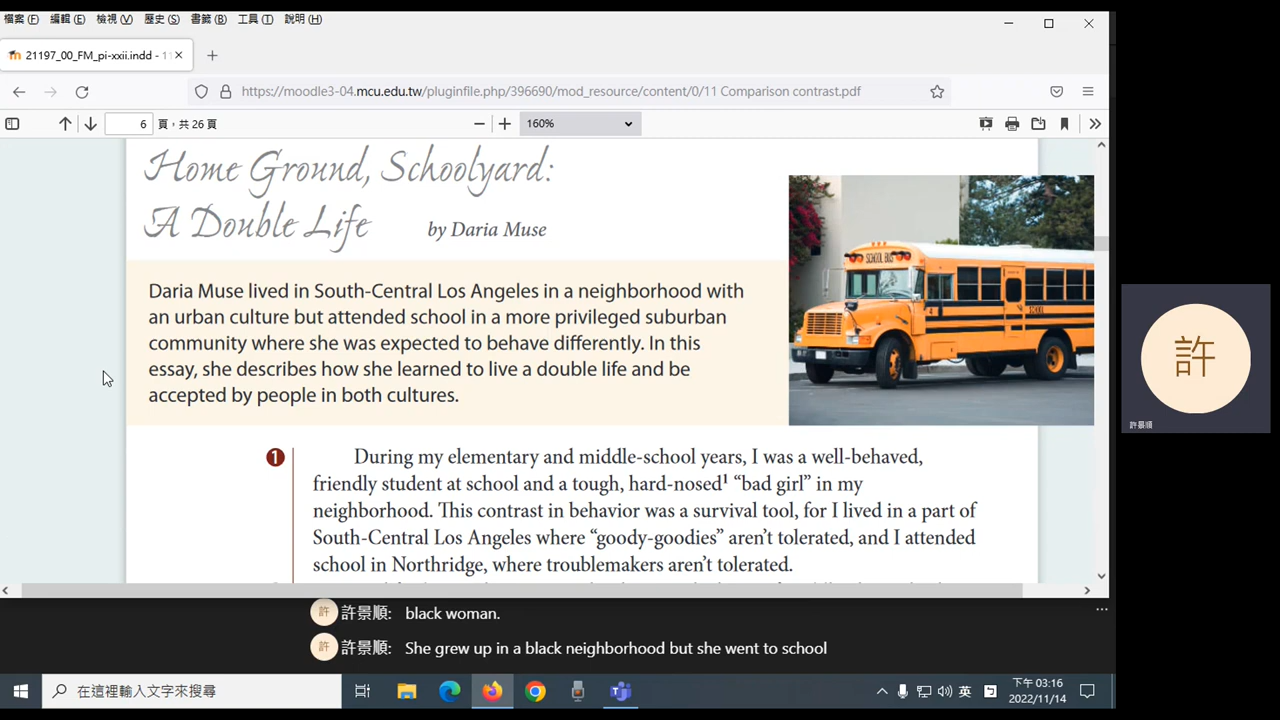 檔案(F) 編輯(E) 檢視(V) 歷史(S) 書籤(B) 工具(T) 說明(H)
21197_00_FM_pi-xxii.indd - 11
https://moodle3-04.mcu.edu.tw/pluginfile.php/396690/mod_resource/content/0/11 Comparison contrast.pdf
6 頁，共 26 頁
160%
Home Ground, Schoolyard:
A Double Life by Daria Muse
SCHOOL BUS
Daria Muse lived in South-Central Los Angeles in a neighborhood with
an urban culture but attended school in a more privileged suburban
community where she was expected to behave differently. In this
essay, she describes how she learned to live a double life and be
accepted by people in both cultures.
1 During my elementary and middle-school years, I was a well-behaved,
friendly student at school and a tough, hard-nosed¹ “bad girl” in my
neighborhood. This contrast in behavior was a survival tool, for I lived in a part of
South-Central Los Angeles where “goody-goodies” aren’t tolerated, and I attended
school in Northridge, where troublemakers aren’t tolerated.
許
許景順
許 許景順: black woman.
許 許景順: She grew up in a black neighborhood but she went to school
在這裡輸入文字來搜尋
英
下午 03:16
2022/11/14